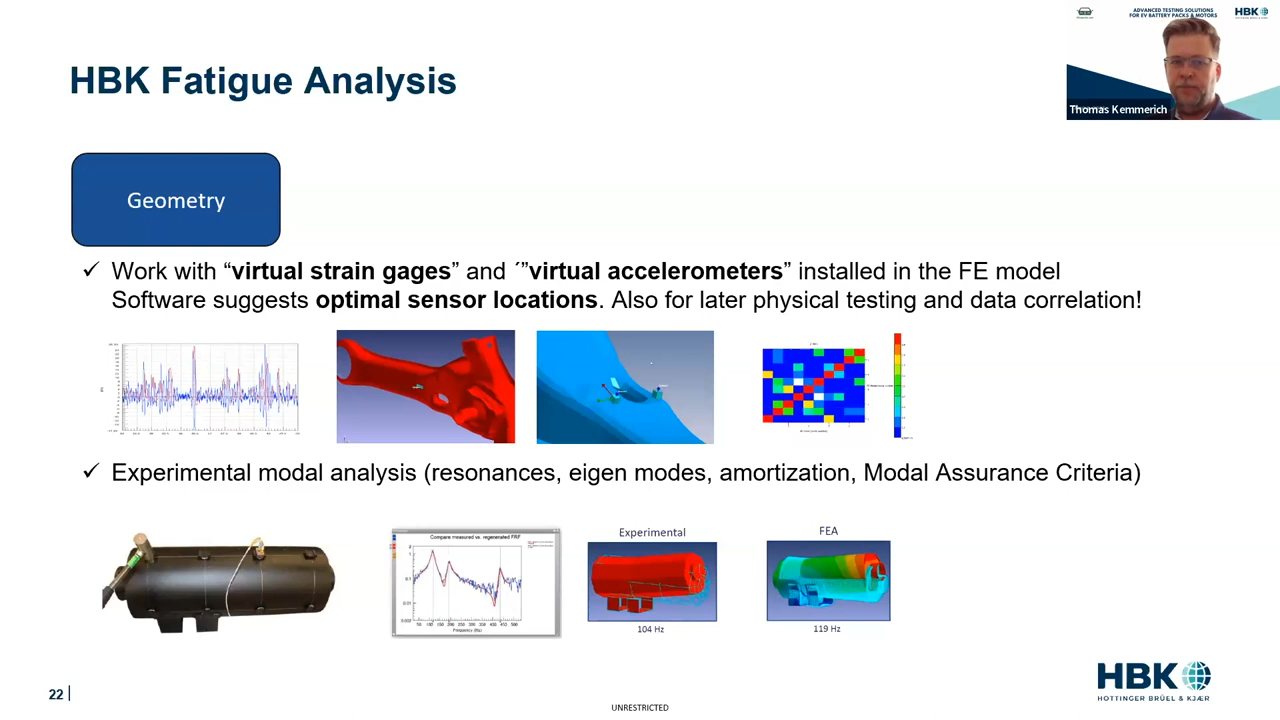 ADVANCED TESTING SOLUTIONS
FOR EV BATTERY PACKS & MOTORS
HBK
Thomas Kemmerich
HBK Fatigue Analysis
Geometry
✓ Work with “virtual strain gages” and ´”virtual accelerometers” installed in the FE model
Software suggests optimal sensor locations. Also for later physical testing and data correlation!
✓ Experimental modal analysis (resonances, eigen modes, amortization, Modal Assurance Criteria)
Compare measured vs. regenerated FRF
Frequency (Hz)
Experimental
104 Hz
FEA
119 Hz
22
UNRESTRICTED
HBK
HOTTINGER BRÜEL & KJÆR